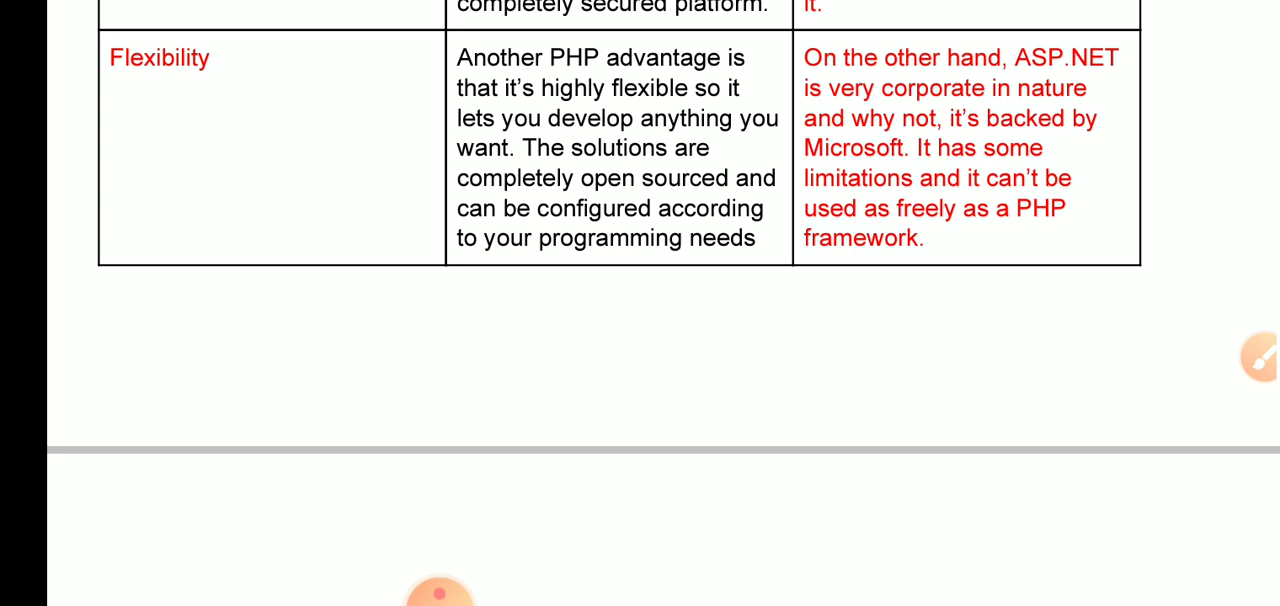 completely secured platform.
it.
Flexibility
Another PHP advantage is
that it’s highly flexible so it
lets you develop anything you
want. The solutions are
completely open sourced and
can be configured according
to your programming needs
On the other hand, ASP.NET
is very corporate in nature
and why not, it’s backed by
Microsoft. It has some
limitations and it can’t be
used as freely as a PHP
framework.